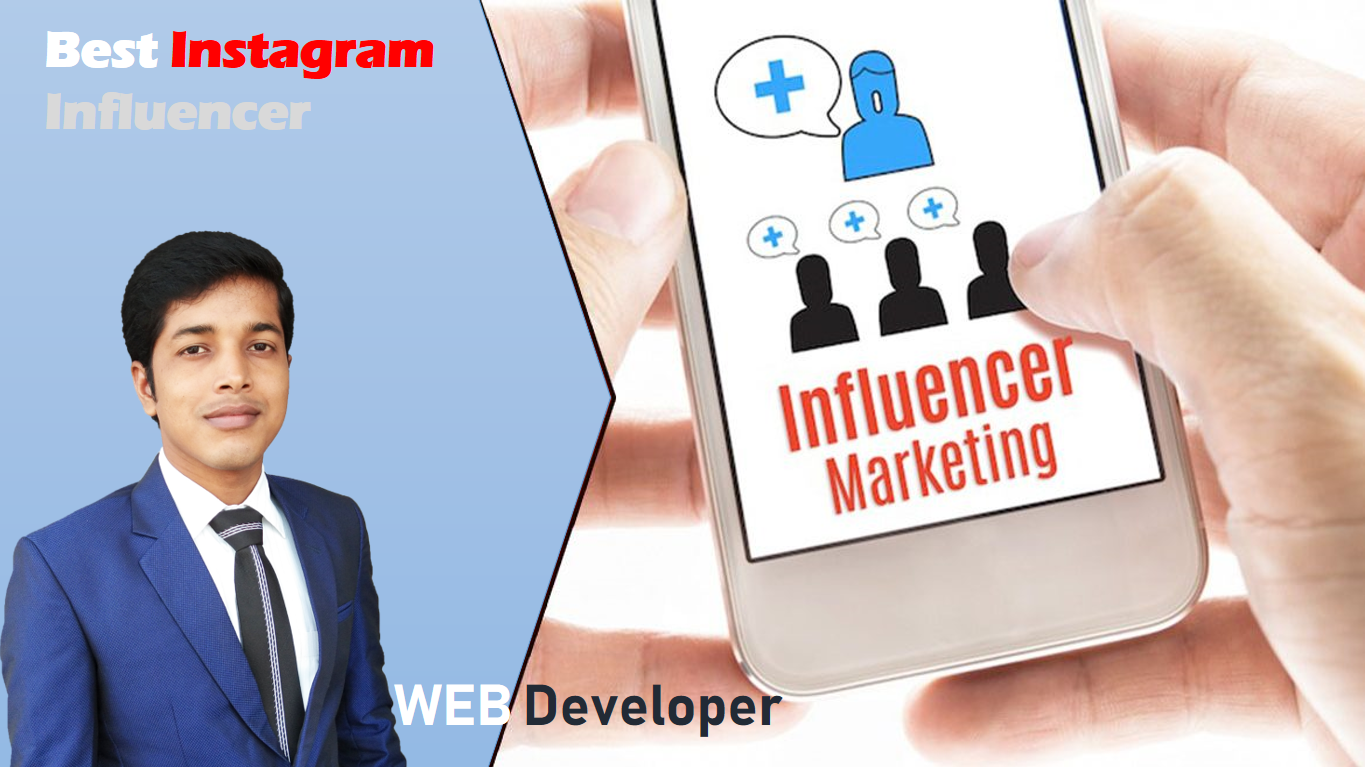 Best Instagram
Influencer
Influencer
Marketing
WEB Developer